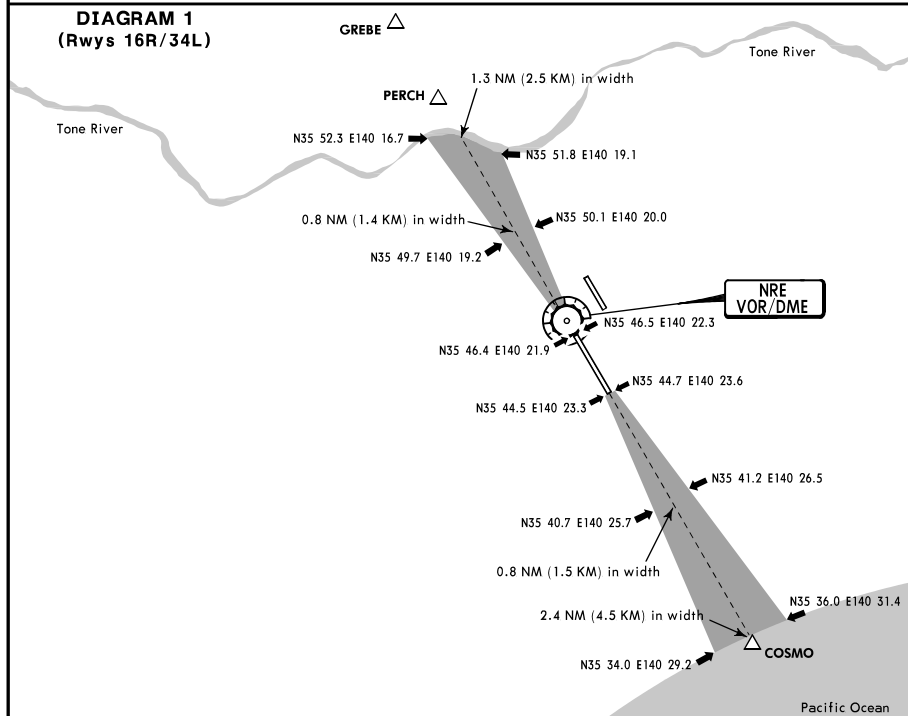 DIAGRAM 1
(Rwys 16R/34L)
GREBE
Tone River
1.3 NM (2.5 KM) in width
PERCH
Tone River
N35 52.3 E140 16.7
N35 51.8 E140 19.1
0.8 NM (1.4 KM) in width
N35 50.1 E140 20.0
N35 49.7 E140 19.2
NRE
VOR/DME
N35 46.5 E140 22.3
N35 46.4 E140 21.9
N35 44.7 E140 23.6
N35 44.5 E140 23.3
N35 41.2 E140 26.5
N35 40.7 E140 25.7
0.8 NM (1.5 KM) in width
N35 36.0 E140 31.4
2.4 NM (4.5 KM) in width
COSMO
N35 34.0 E140 29.2
Pacific Ocean